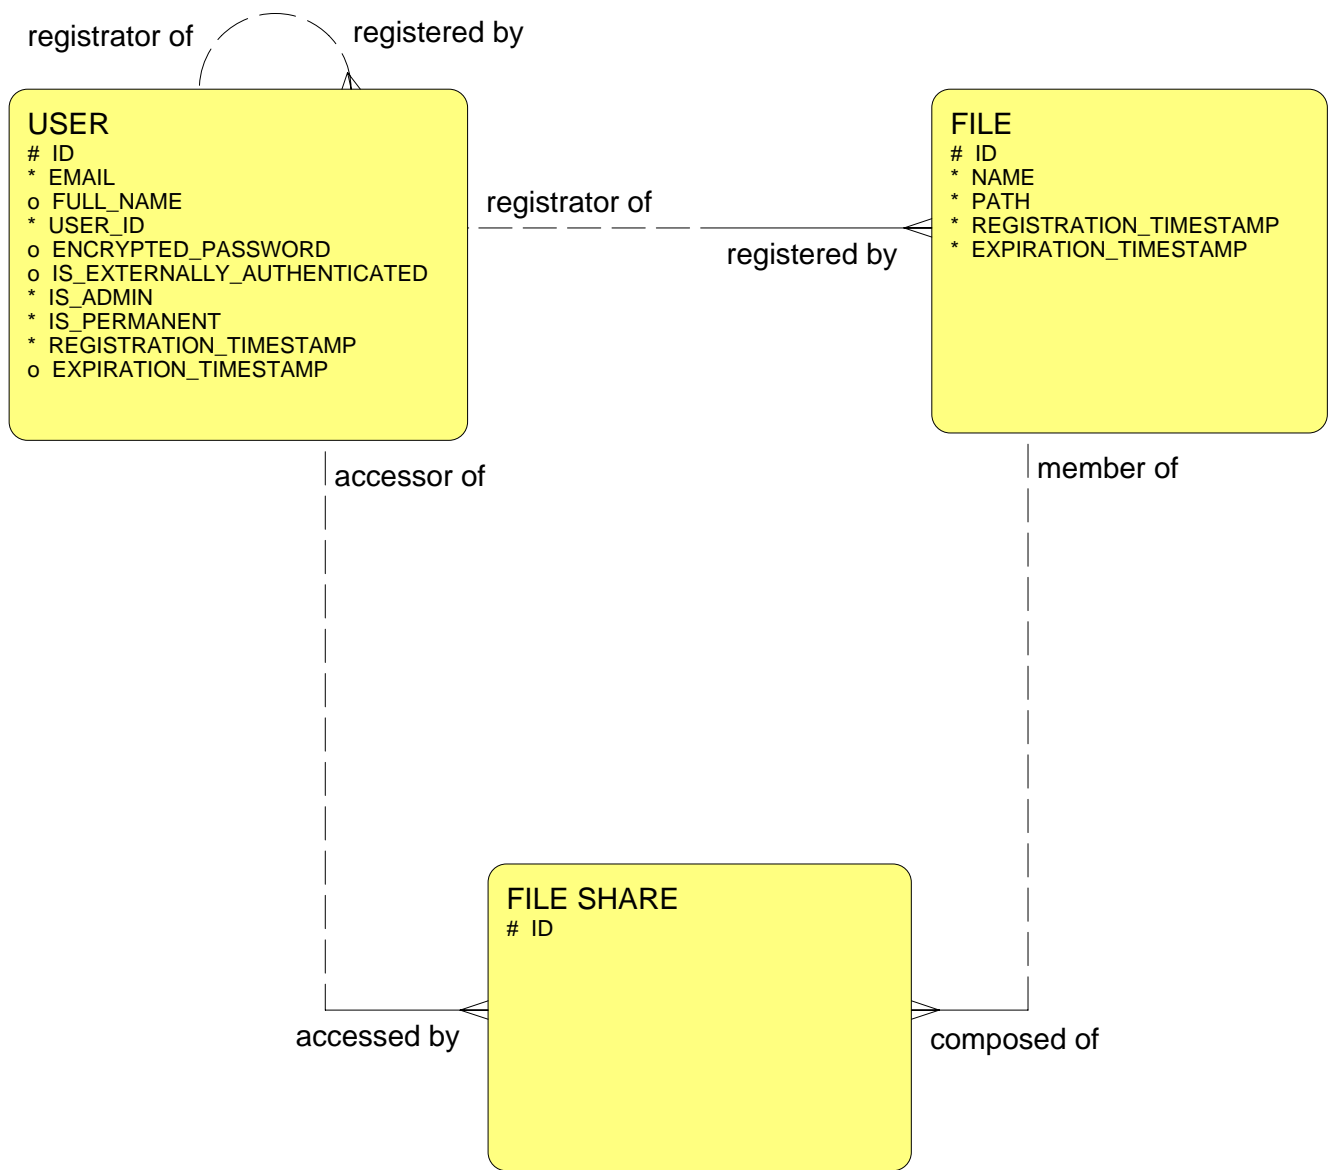 registrator of
registered by
USER
# ID
* EMAIL
o FULL_NAME
* USER_ID
o ENCRYPTED_PASSWORD
o IS_EXTERNALLY_AUTHENTICATED
* IS_ADMIN
* IS_PERMANENT
* REGISTRATION_TIMESTAMP
o EXPIRATION_TIMESTAMP
registrator of
registered by
FILE
# ID
* NAME
* PATH
* REGISTRATION_TIMESTAMP
* EXPIRATION_TIMESTAMP
accessor of
member of
FILE SHARE
# ID
accessed by
composed of